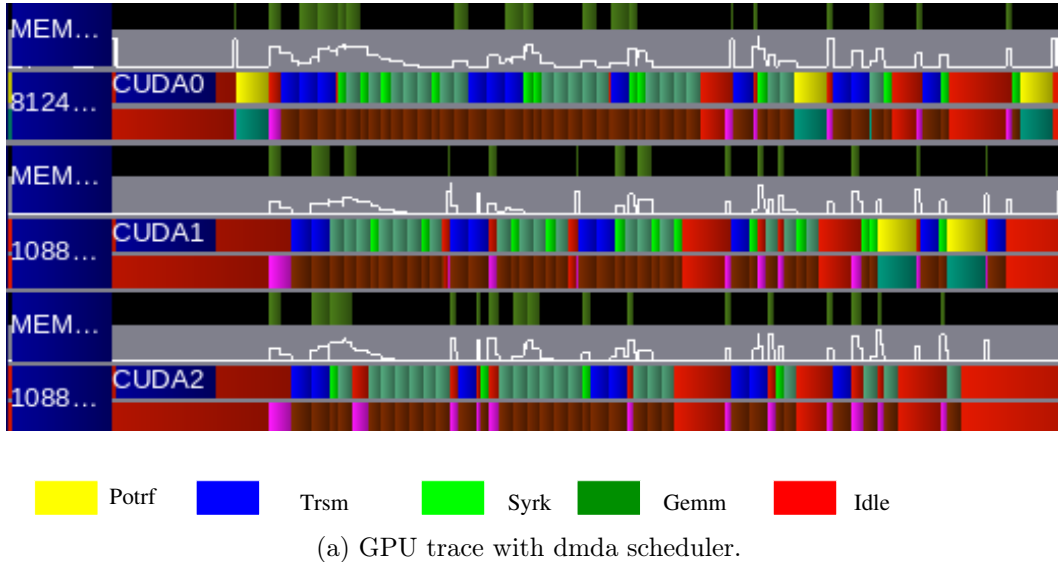 MEM...
CUDA0
8124...
MEM...
CUDA1
1088...
MEM...
CUDA2
1088...
Potrf Trsm Syrk Gemm Idle
(a) GPU trace with dmda scheduler.